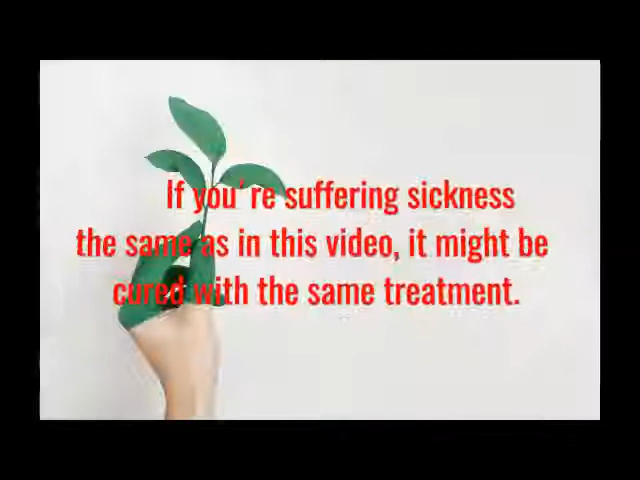 If you´re suffering sickness
the same as in this video, it might be
cured with the same treatment.